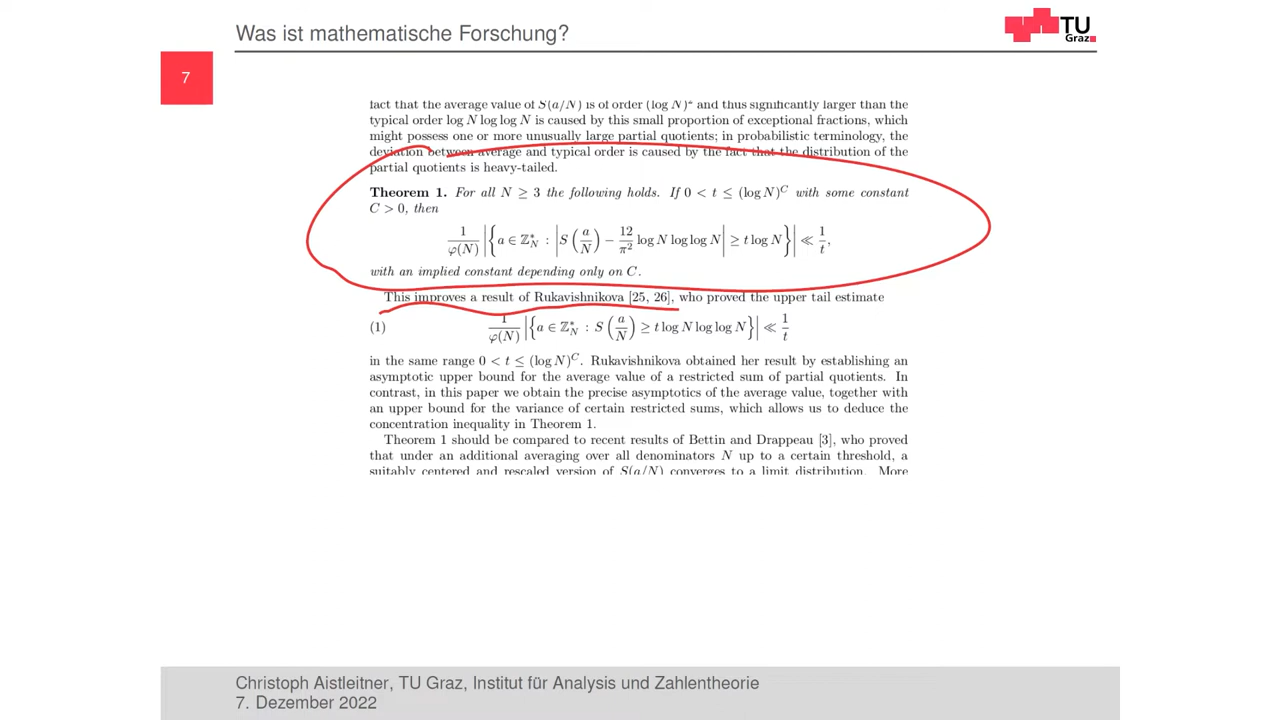 Was ist mathematische Forschung?
TU
Graz
7
fact that the average value of S(a/N) is of order (log N)² and thus significantly larger than the
typical order log N log log N is caused by this small proportion of exceptional fractions, which
might possess one or more unusually large partial quotients; in probabilistic terminology, the
deviation between average and typical order is caused by the fact that the distribution of the
partial quotients is heavy-tailed.
Theorem 1. For all N ≥ 3 the following holds. If 0 < t ≤ (log N)^C with some constant
C > 0, then
1/φ(N) |{a ∈ ℤ*_N : |S(a/N) − 12/π² log N log log N| ≥ t log N}| ≪ 1/t,
with an implied constant depending only on C.
This improves a result of Rukavishnikova [25, 26], who proved the upper tail estimate
(1) 1/φ(N) |{a ∈ ℤ*_N : S(a/N) ≥ t log N log log N}| ≪ 1/t
in the same range 0 < t ≤ (log N)^C. Rukavishnikova obtained her result by establishing an
asymptotic upper bound for the average value of a restricted sum of partial quotients. In
contrast, in this paper we obtain the precise asymptotics of the average value, together with
an upper bound for the variance of certain restricted sums, which allows us to deduce the
concentration inequality in Theorem 1.
Theorem 1 should be compared to recent results of Bettin and Drappeau [3], who proved
that under an additional averaging over all denominators N up to a certain threshold, a
suitably centered and rescaled version of S(a/N) converges to a limit distribution. More
Christoph Aistleitner, TU Graz, Institut für Analysis und Zahlentheorie
7. Dezember 2022